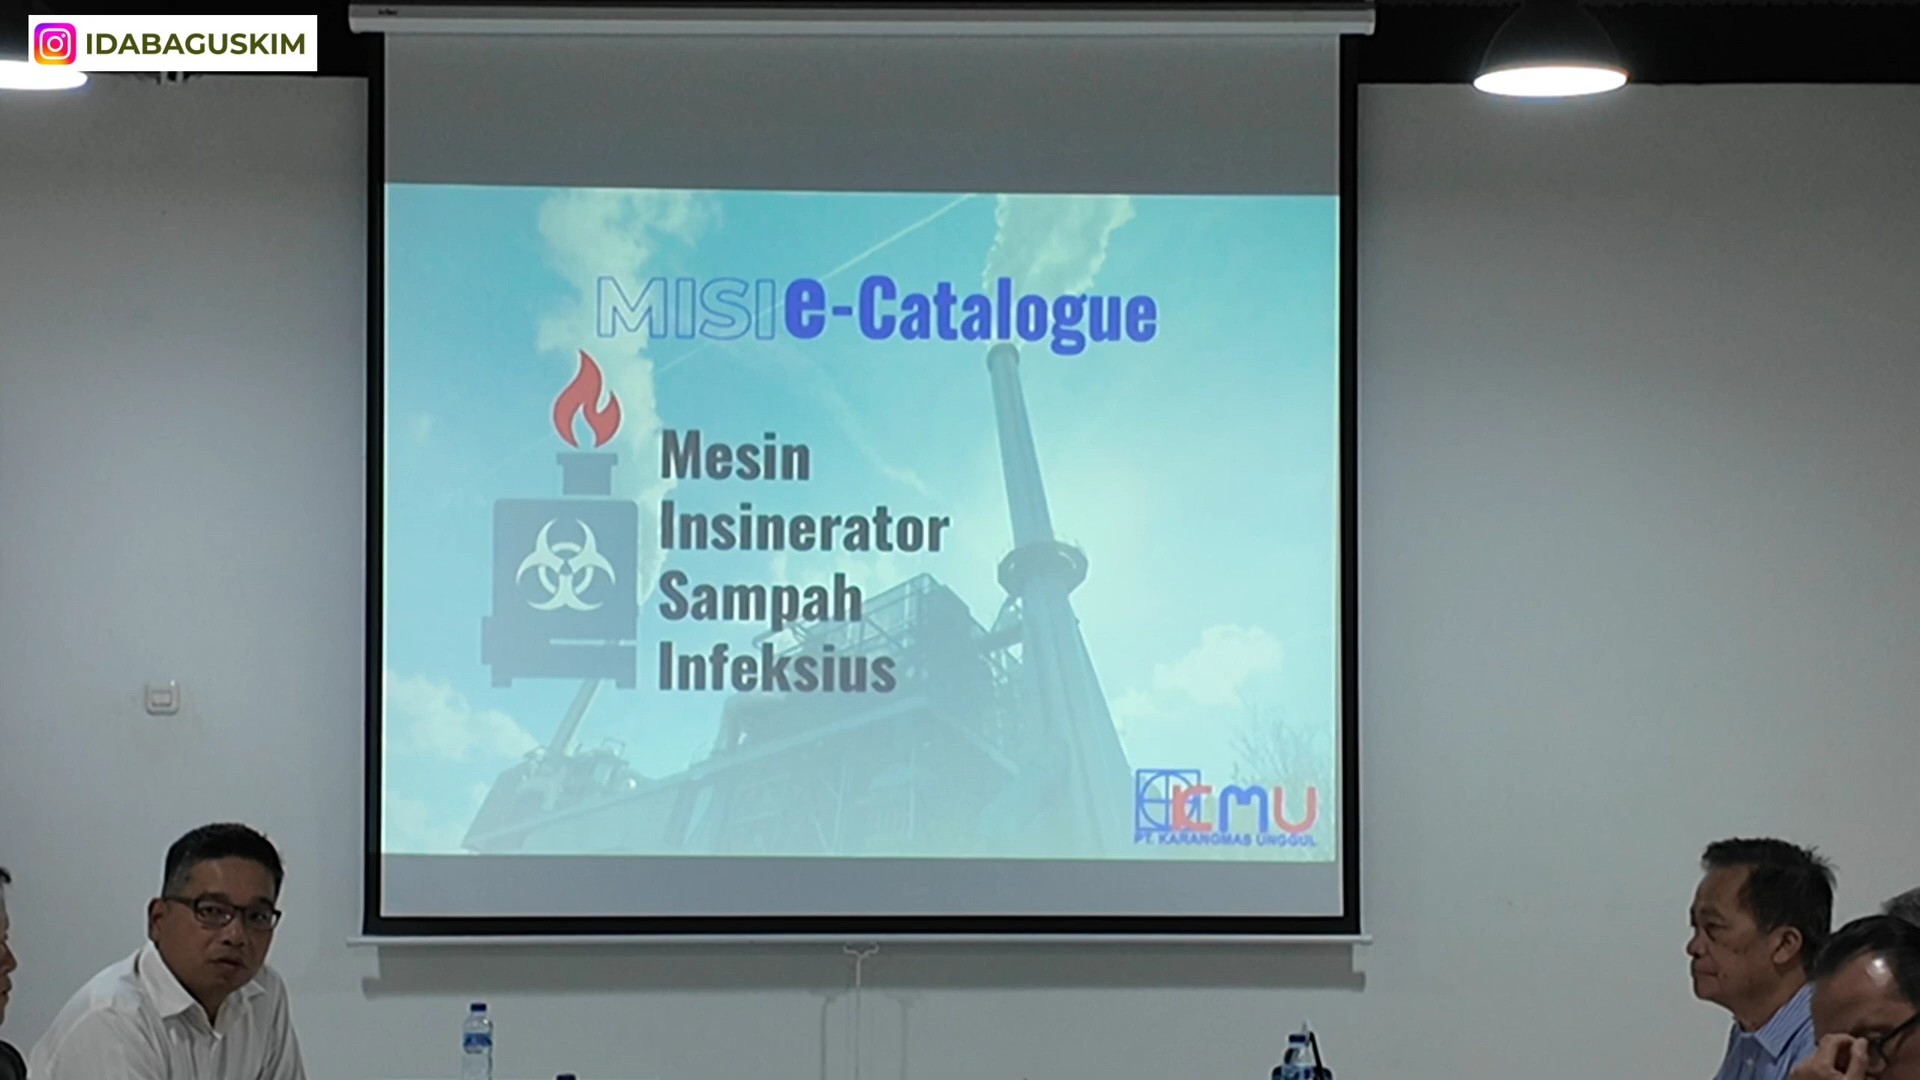 IDABAGUSKIM
MISI e-Catalogue
Mesin
Insinerator
Sampah
Infeksius
KMU
PT. KARANGMAS UNGGUL